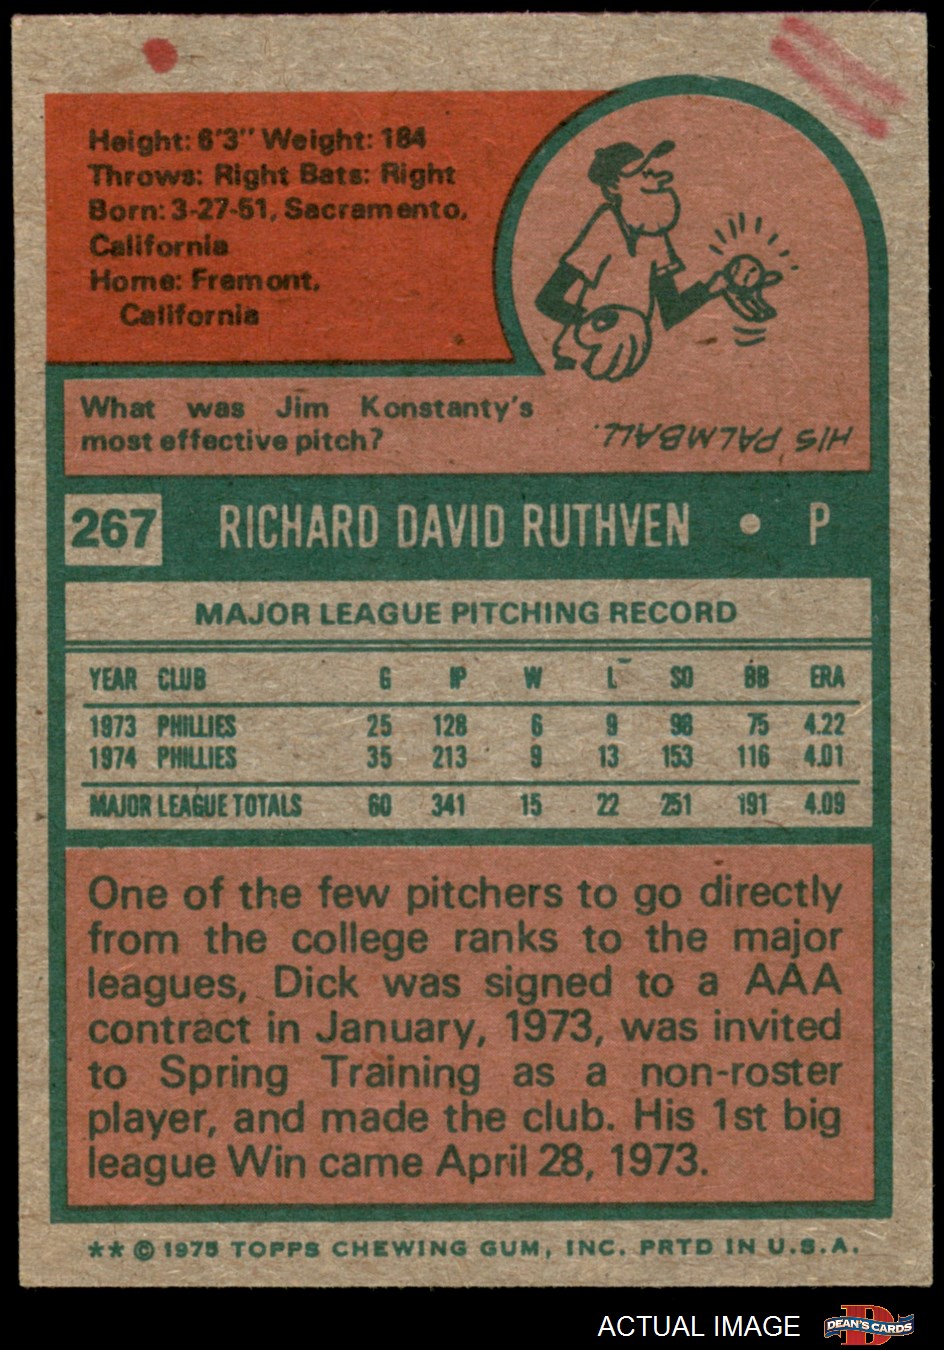 Height: 6'3" Weight: 184
Throws: Right Bats: Right
Born: 3-27-51, Sacramento,
California
Home: Fremont,
California
What was Jim Konstanty's
most effective pitch?
HIS PALMBALL.
267 RICHARD DAVID RUTHVEN • P
MAJOR LEAGUE PITCHING RECORD
YEAR CLUB G IP W L SO BB ERA
1973 PHILLIES 25 128 6 9 98 75 4.22
1974 PHILLIES 35 213 9 13 153 116 4.01
MAJOR LEAGUE TOTALS 60 341 15 22 251 191 4.09
One of the few pitchers to go directly
from the college ranks to the major
leagues, Dick was signed to a AAA
contract in January, 1973, was invited
to Spring Training as a non-roster
player, and made the club. His 1st big
league Win came April 28, 1973.
** © 1975 TOPPS CHEWING GUM, INC. PRTD IN U.S.A.
ACTUAL IMAGE
DEAN'S CARDS